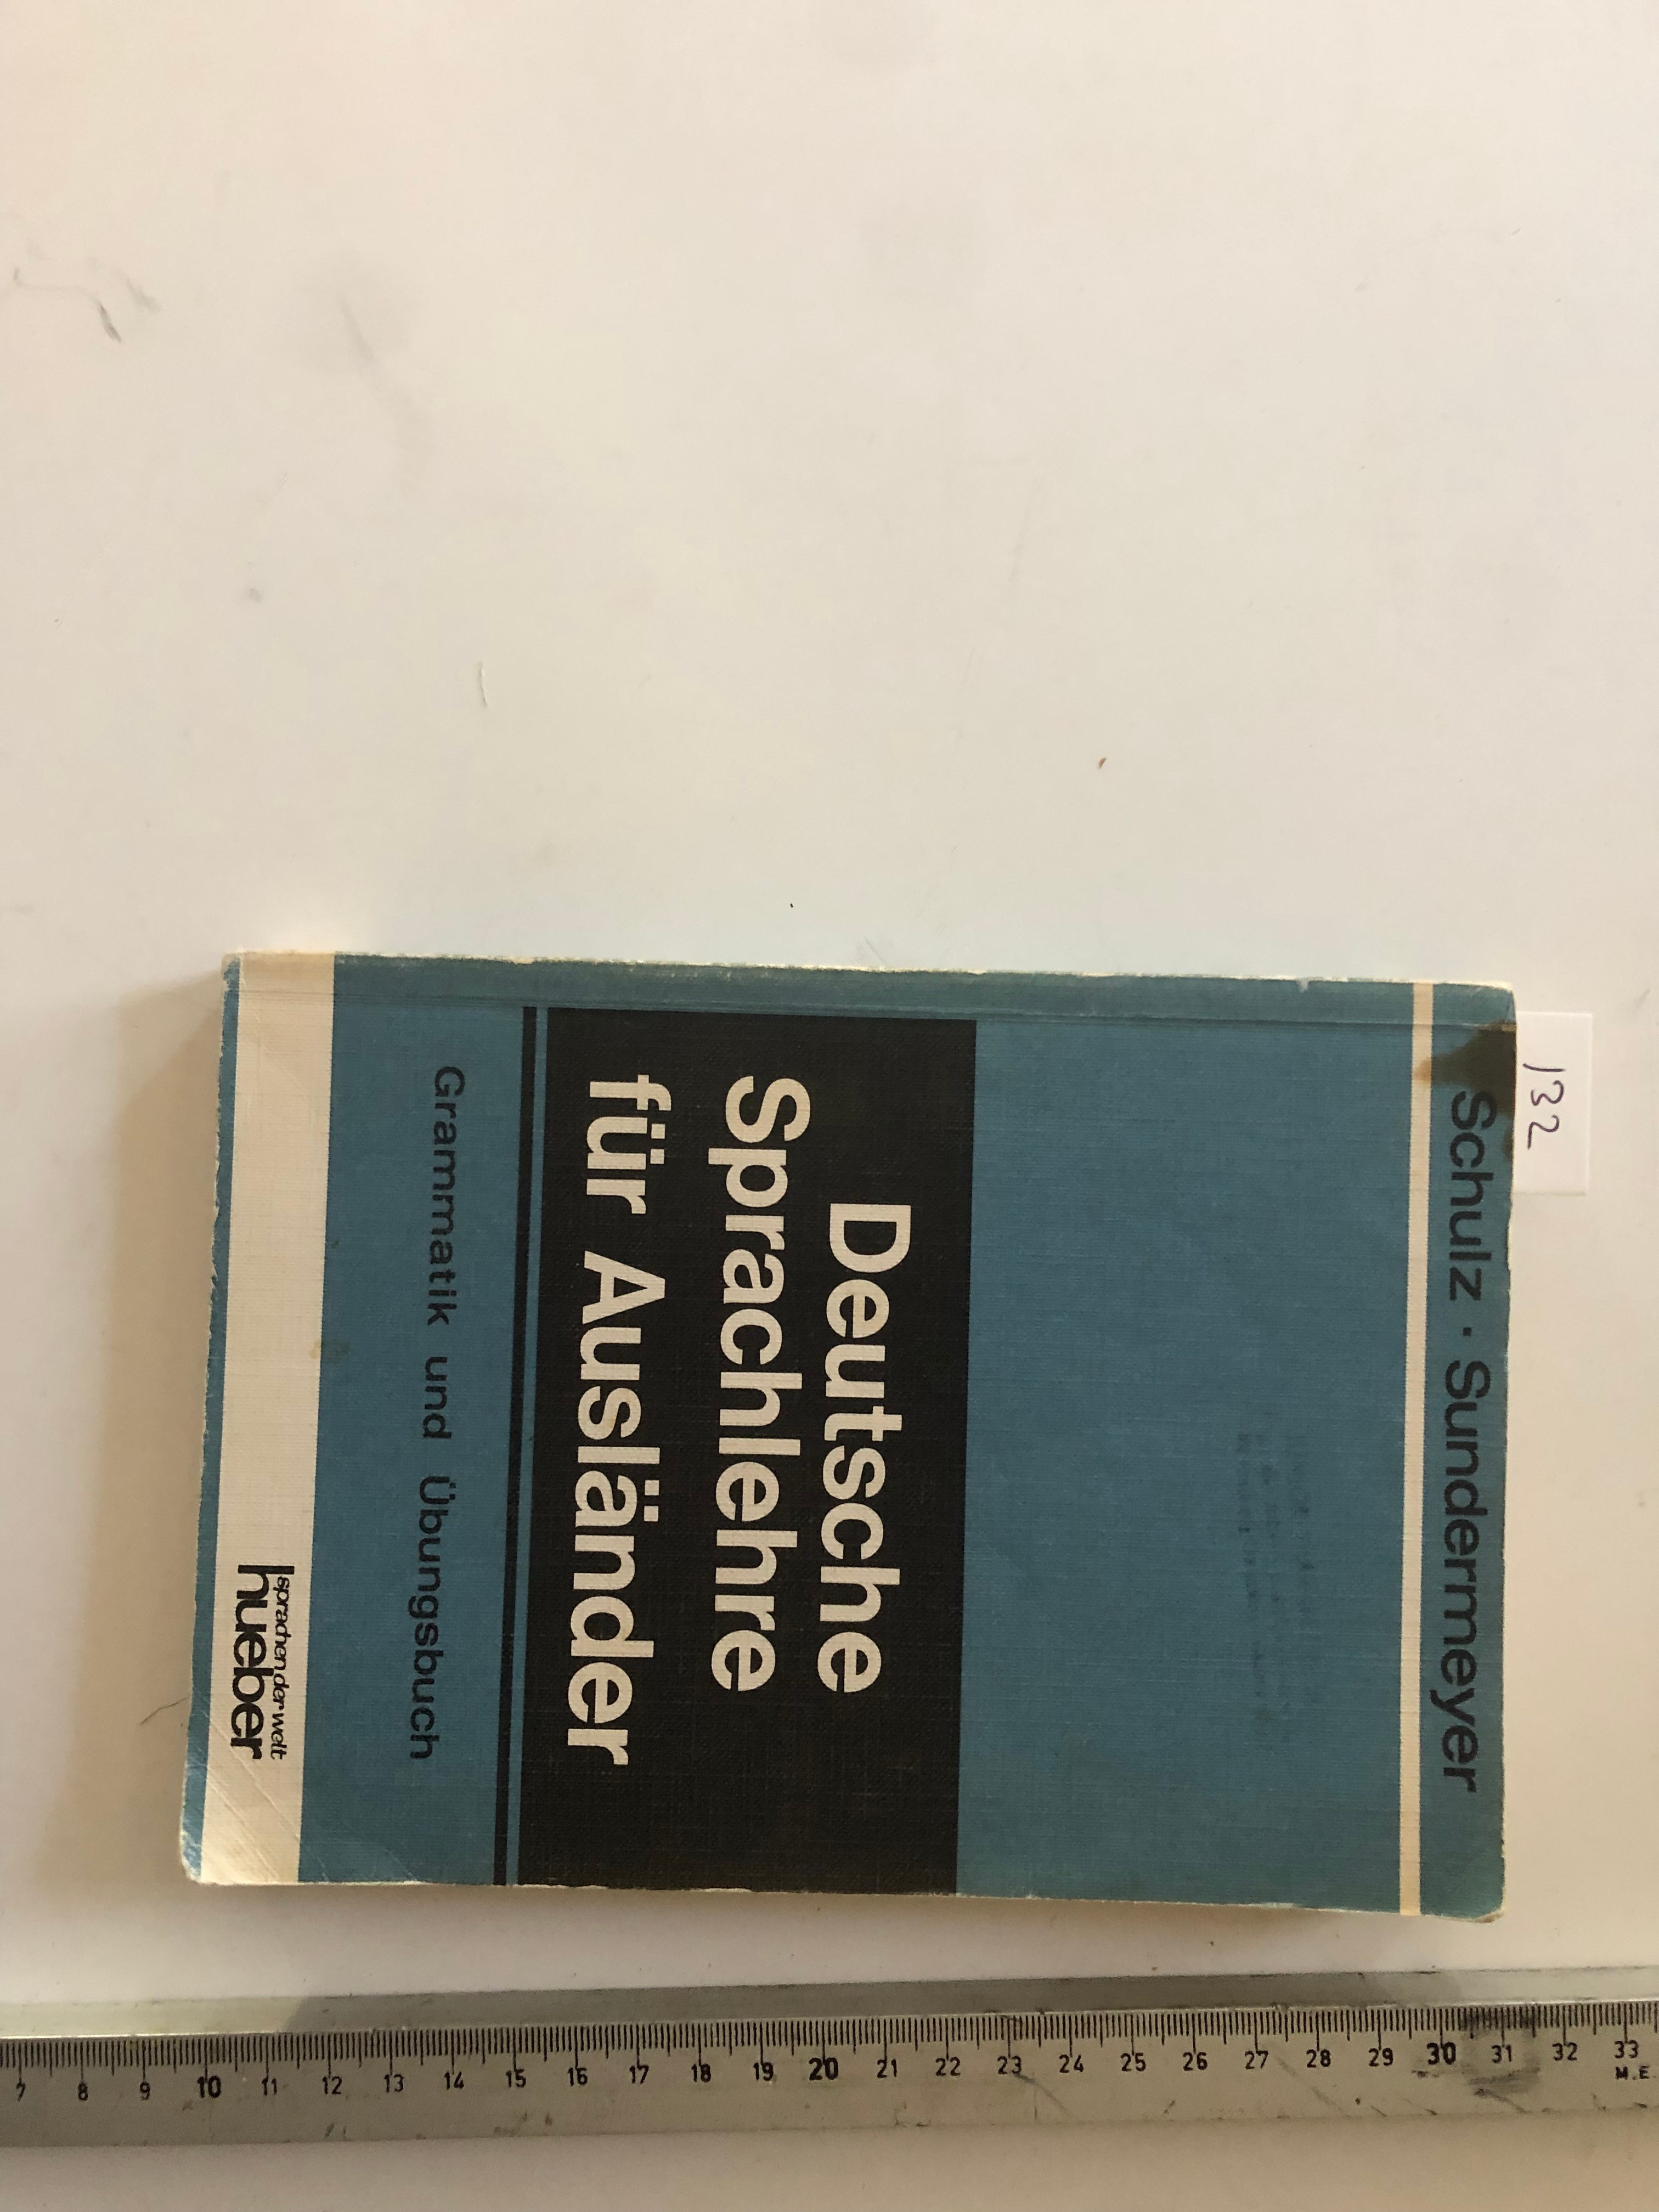 132
Schulz · Sundermeyer
Deutsche
Sprachlehre
für Ausländer
Grammatik und Übungsbuch
sprachen der welt
hueber
7 8 9 10 11 12 13 14 15 16 17 18 19 20 21 22 23 24 25 26 27 28 29 30 31 32 33
M.E.